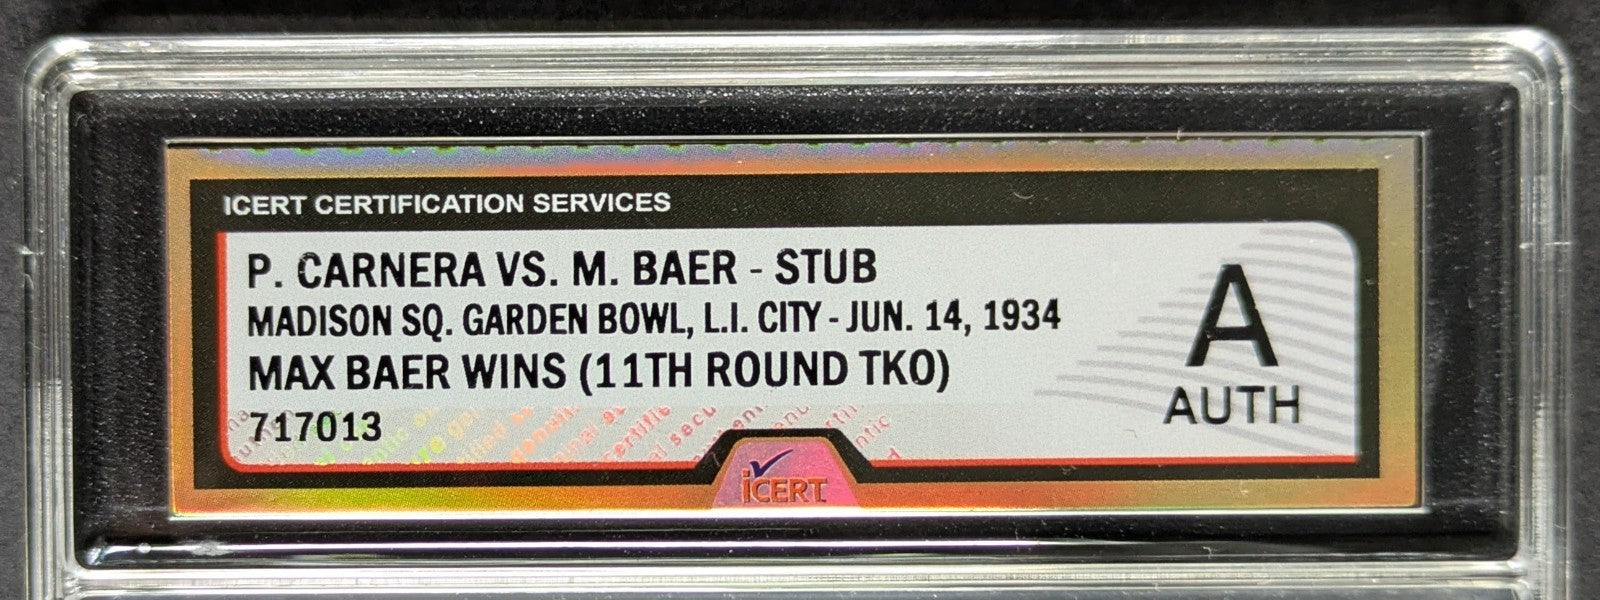 ICERT CERTIFICATION SERVICES
P. CARNERA VS. M. BAER - STUB
MADISON SQ. GARDEN BOWL, L.I. CITY - JUN. 14, 1934
MAX BAER WINS (11TH ROUND TKO)
717013
A
AUTH
iCERT